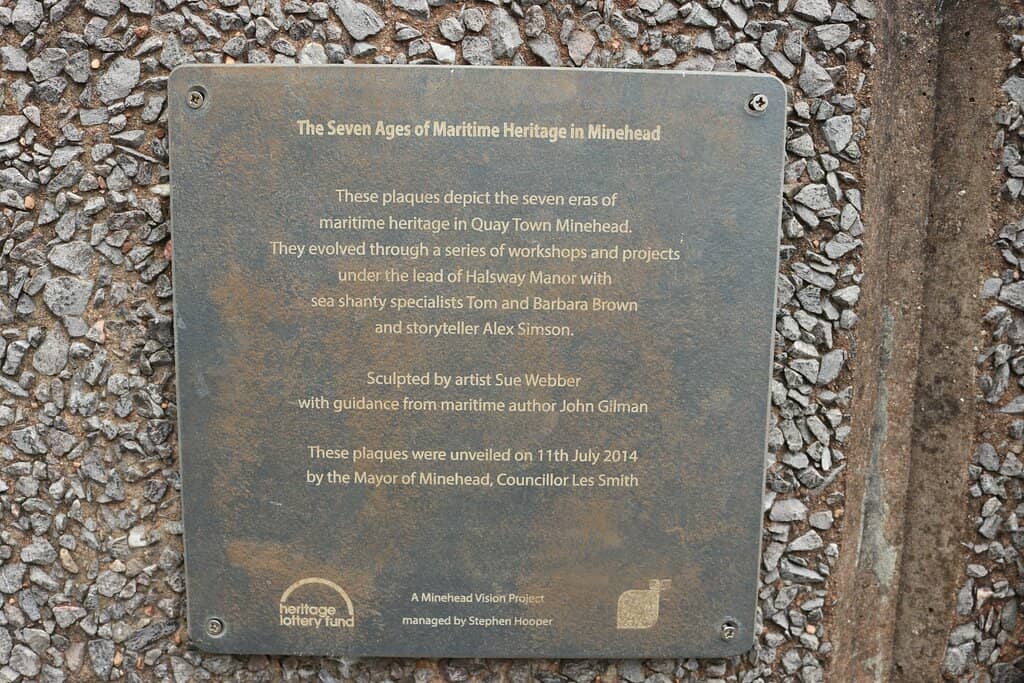 The Seven Ages of Maritime Heritage in Minehead
These plaques depict the seven eras of
maritime heritage in Quay Town Minehead.
They evolved through a series of workshops and projects
under the lead of Halsway Manor with
sea shanty specialists Tom and Barbara Brown
and storyteller Alex Simson.
Sculpted by artist Sue Webber
with guidance from maritime author John Gilman
These plaques were unveiled on 11th July 2014
by the Mayor of Minehead, Councillor Les Smith
heritage
lottery fund
A Minehead Vision Project
managed by Stephen Hooper